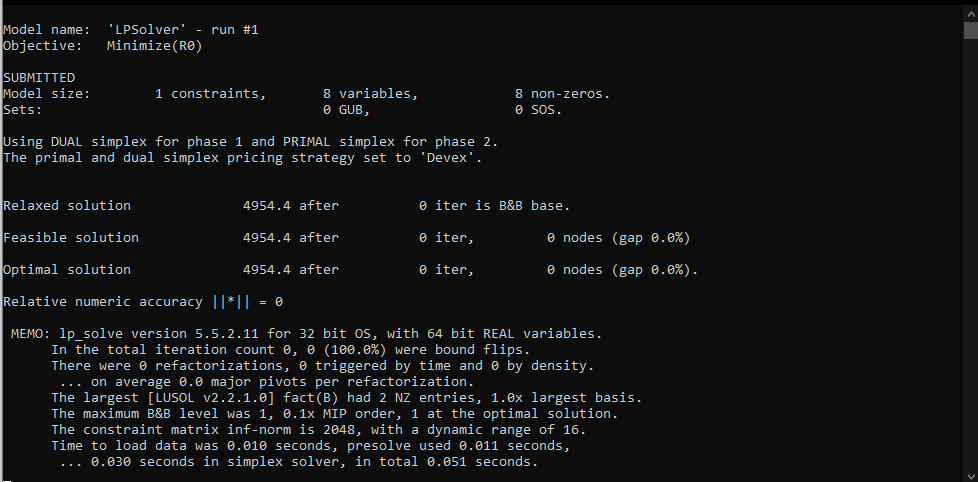 Model name:  'LPSolver' - run #1
Objective:   Minimize(R0)
SUBMITTED
Model size:        1 constraints,       8 variables,            8 non-zeros.
Sets:                                   0 GUB,                  0 SOS.
Using DUAL simplex for phase 1 and PRIMAL simplex for phase 2.
The primal and dual simplex pricing strategy set to 'Devex'.
Relaxed solution              4954.4 after          0 iter is B&B base.
Feasible solution             4954.4 after          0 iter,         0 nodes (gap 0.0%)
Optimal solution              4954.4 after          0 iter,         0 nodes (gap 0.0%).
Relative numeric accuracy ||*|| = 0
MEMO: lp_solve version 5.5.2.11 for 32 bit OS, with 64 bit REAL variables.
In the total iteration count 0, 0 (100.0%) were bound flips.
There were 0 refactorizations, 0 triggered by time and 0 by density.
... on average 0.0 major pivots per refactorization.
The largest [LUSOL v2.2.1.0] fact(B) had 2 NZ entries, 1.0x largest basis.
The maximum B&B level was 1, 0.1x MIP order, 1 at the optimal solution.
The constraint matrix inf-norm is 2048, with a dynamic range of 16.
Time to load data was 0.010 seconds, presolve used 0.011 seconds,
... 0.030 seconds in simplex solver, in total 0.051 seconds.